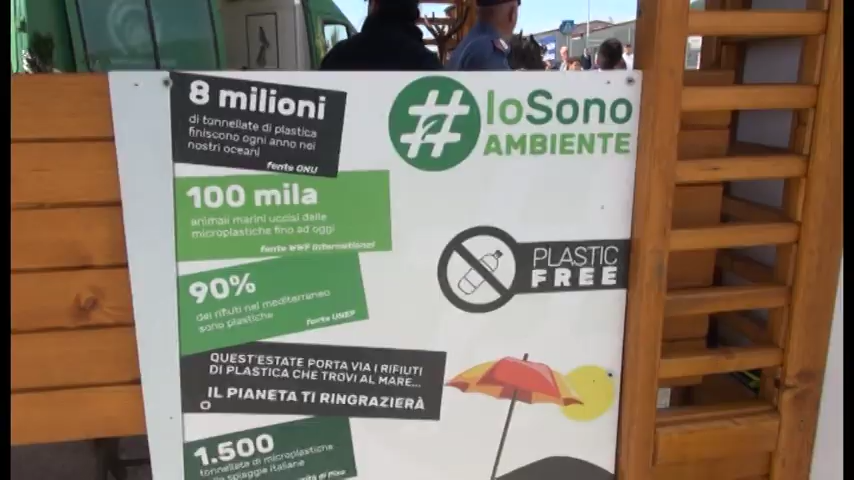 8 milioni
di tonnellate di plastica
finiscono ogni anno nei
nostri oceani
fonte ONU
#IoSono
AMBIENTE
100 mila
animali marini uccisi dalle
microplastiche fino ad oggi
fonte WWF International
PLASTIC
FREE
90%
dei rifiuti nel mediterraneo
sono plastiche
fonte UNEP
QUEST'ESTATE PORTA VIA I RIFIUTI
DI PLASTICA CHE TROVI AL MARE...
IL PIANETA TI RINGRAZIERÀ
1.500
tonnellate di microplastiche
spiagge italiane
di Pisa